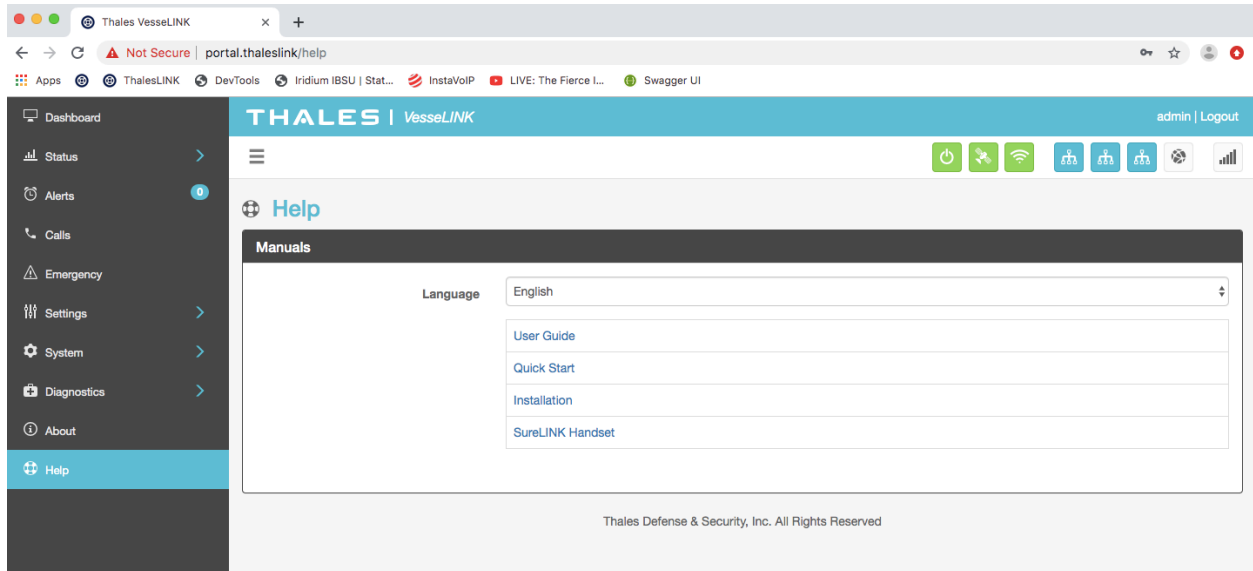 Thales VesseLINK
Not Secure | portal.thaleslink/help
Apps ThalesLINK DevTools Iridium IBSU | Stat... InstaVoIP LIVE: The Fierce I... Swagger UI
Dashboard
Status
Alerts 0
Calls
Emergency
Settings
System
Diagnostics
About
Help
THALES | VesseLINK admin | Logout
Help
Manuals
Language English
User Guide
Quick Start
Installation
SureLINK Handset
Thales Defense & Security, Inc. All Rights Reserved